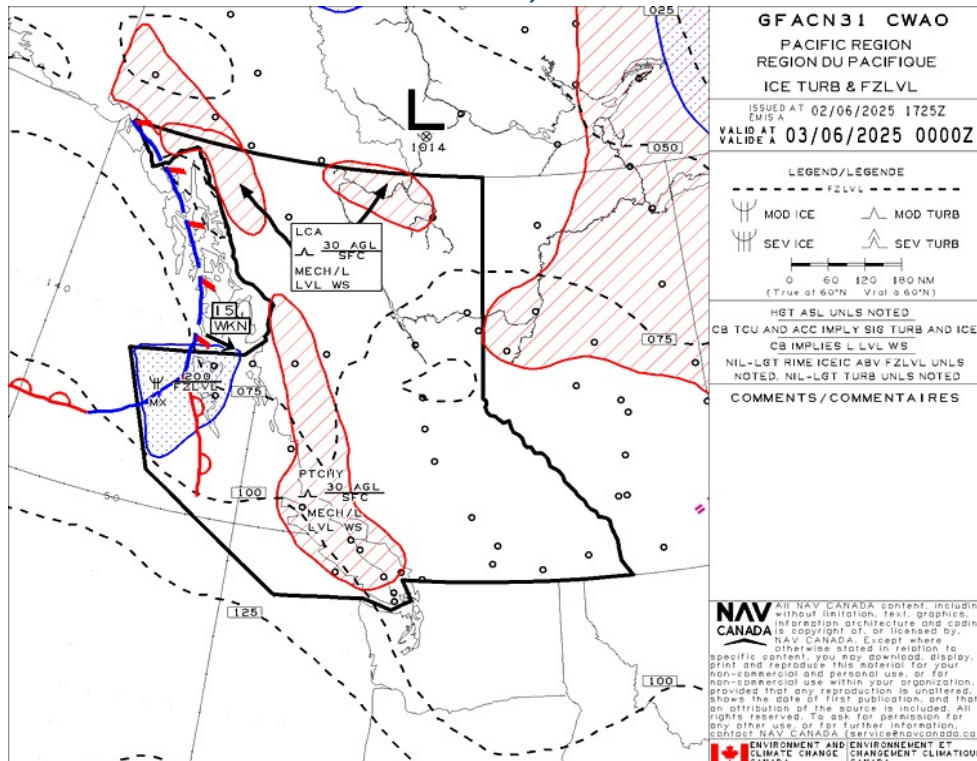 GFACN31 CWAO
PACIFIC REGION
REGION DU PACIFIQUE
ICE TURB & FZLVL
ISSUED AT
EMIS A
02/06/2025 1725Z
VALID AT
VALIDE A
03/06/2025 0000Z
LEGEND/LEGENDE
FZLVL
MOD ICE
MOD TURB
SEV ICE
SEV TURB
0 60 120 180 NM
(True at 60°N Vrai à 60°N)
HGT ASL UNLS NOTED
CB TCU AND ACC IMPLY SIG TURB AND ICE
CB IMPLIES L LVL WS
NIL-LGT RIME ICEIC ABV FZLVL UNLS
NOTED. NIL-LGT TURB UNLS NOTED
COMMENTS/COMMENTAIRES
025
050
L
1014
LCA
30 AGL
SFC
MECH/L
LVL WS
140
15
WKN
200
FZLVL
MX
075
075
PTCHY
30 AGL
SFC
MECH/L
LVL WS
100
50
125
100
NAV
CANADA
All NAV CANADA content, includin
without limitation, text, graphics,
information architecture and codin
is copyright of, or licensed by,
NAV CANADA. Except where
otherwise stated in relation to
specific content, you may download, display,
print and reproduce this material for your
non-commercial and personal use, or for
non-commercial use within your organization,
provided that any reproduction is unaltered,
shows the date of first publication, and that
an attribution of the source is included. All
rights reserved. To ask for permission for
any other use, or for further information,
contact NAV CANADA (service@navcanada.ca
ENVIRONMENT AND
CLIMATE CHANGE
CANADA
ENVIRONNEMENT ET
CHANGEMENT CLIMATIQU
CANADA